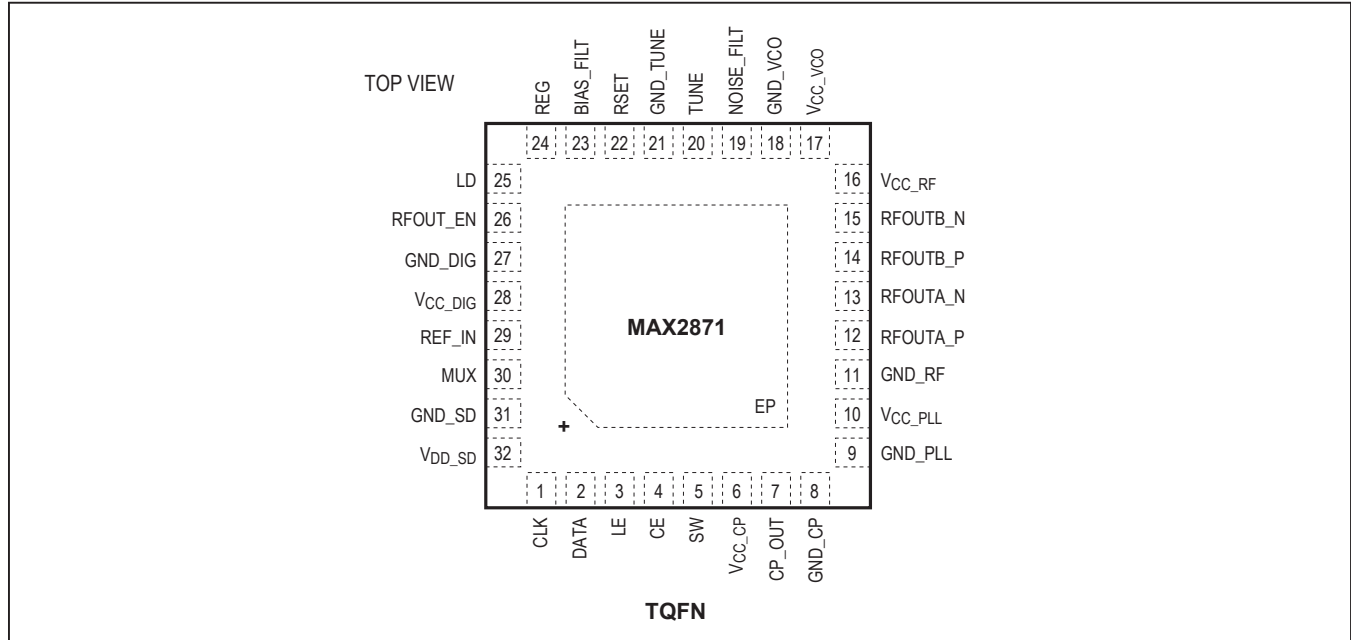 TOP VIEW
REG
BIAS_FILT
RSET
GND_TUNE
TUNE
NOISE_FILT
GND_VCO
VCC_VCO
24 23 22 21 20 19 18 17
LD 25
RFOUT_EN 26
GND_DIG 27
VCC_DIG 28
REF_IN 29
MUX 30
GND_SD 31
VDD_SD 32
16 VCC_RF
15 RFOUTB_N
14 RFOUTB_P
13 RFOUTA_N
12 RFOUTA_P
11 GND_RF
10 VCC_PLL
9 GND_PLL
MAX2871
EP
+
1 2 3 4 5 6 7 8
CLK
DATA
LE
CE
SW
VCC_CP
CP_OUT
GND_CP
TQFN